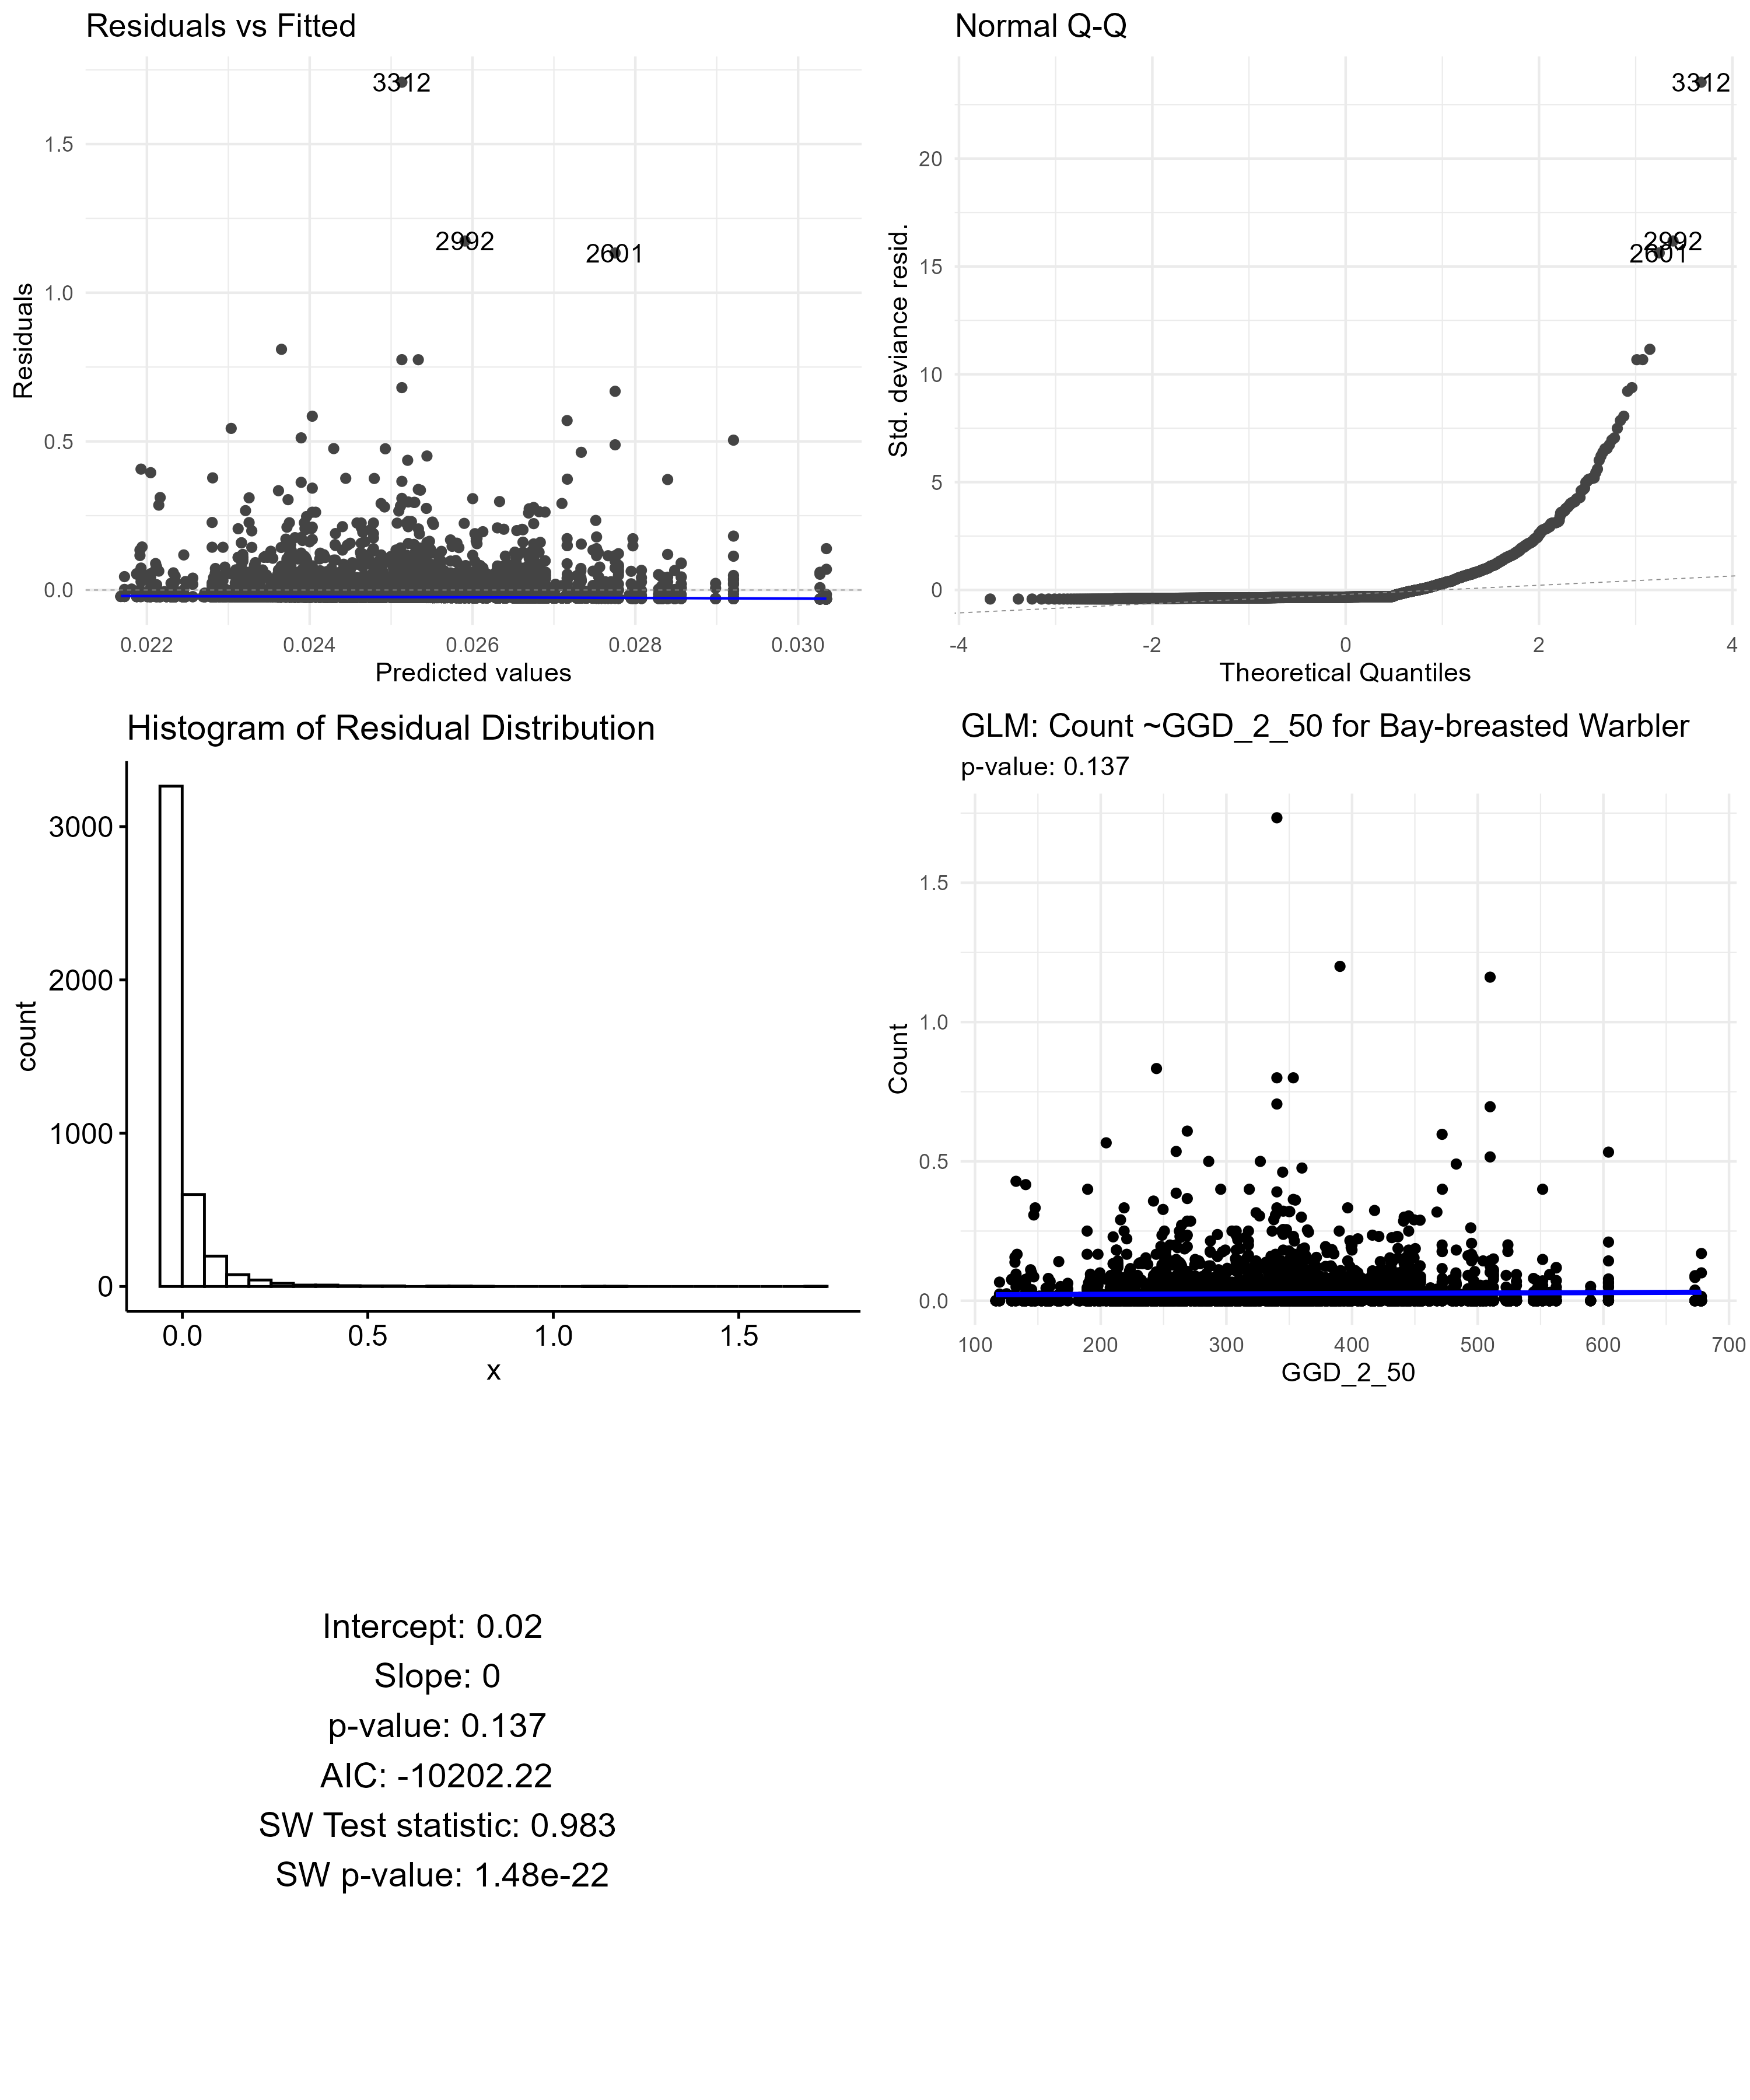 Residuals vs Fitted
3312
2992
2601
1.5
1.0
0.5
0.0
Residuals
0.022 0.024 0.026 0.028 0.030
Predicted values
Normal Q-Q
3312
2992
2601
20
15
10
5
0
Std. deviance resid.
-4 -2 0 2 4
Theoretical Quantiles
Histogram of Residual Distribution
3000
2000
1000
0
count
0.0 0.5 1.0 1.5
x
GLM: Count ~GGD_2_50 for Bay-breasted Warbler
p-value: 0.137
1.5
1.0
0.5
0.0
Count
100 200 300 400 500 600 700
GGD_2_50
Intercept: 0.02
Slope: 0
p-value: 0.137
AIC: -10202.22
SW Test statistic: 0.983
SW p-value: 1.48e-22